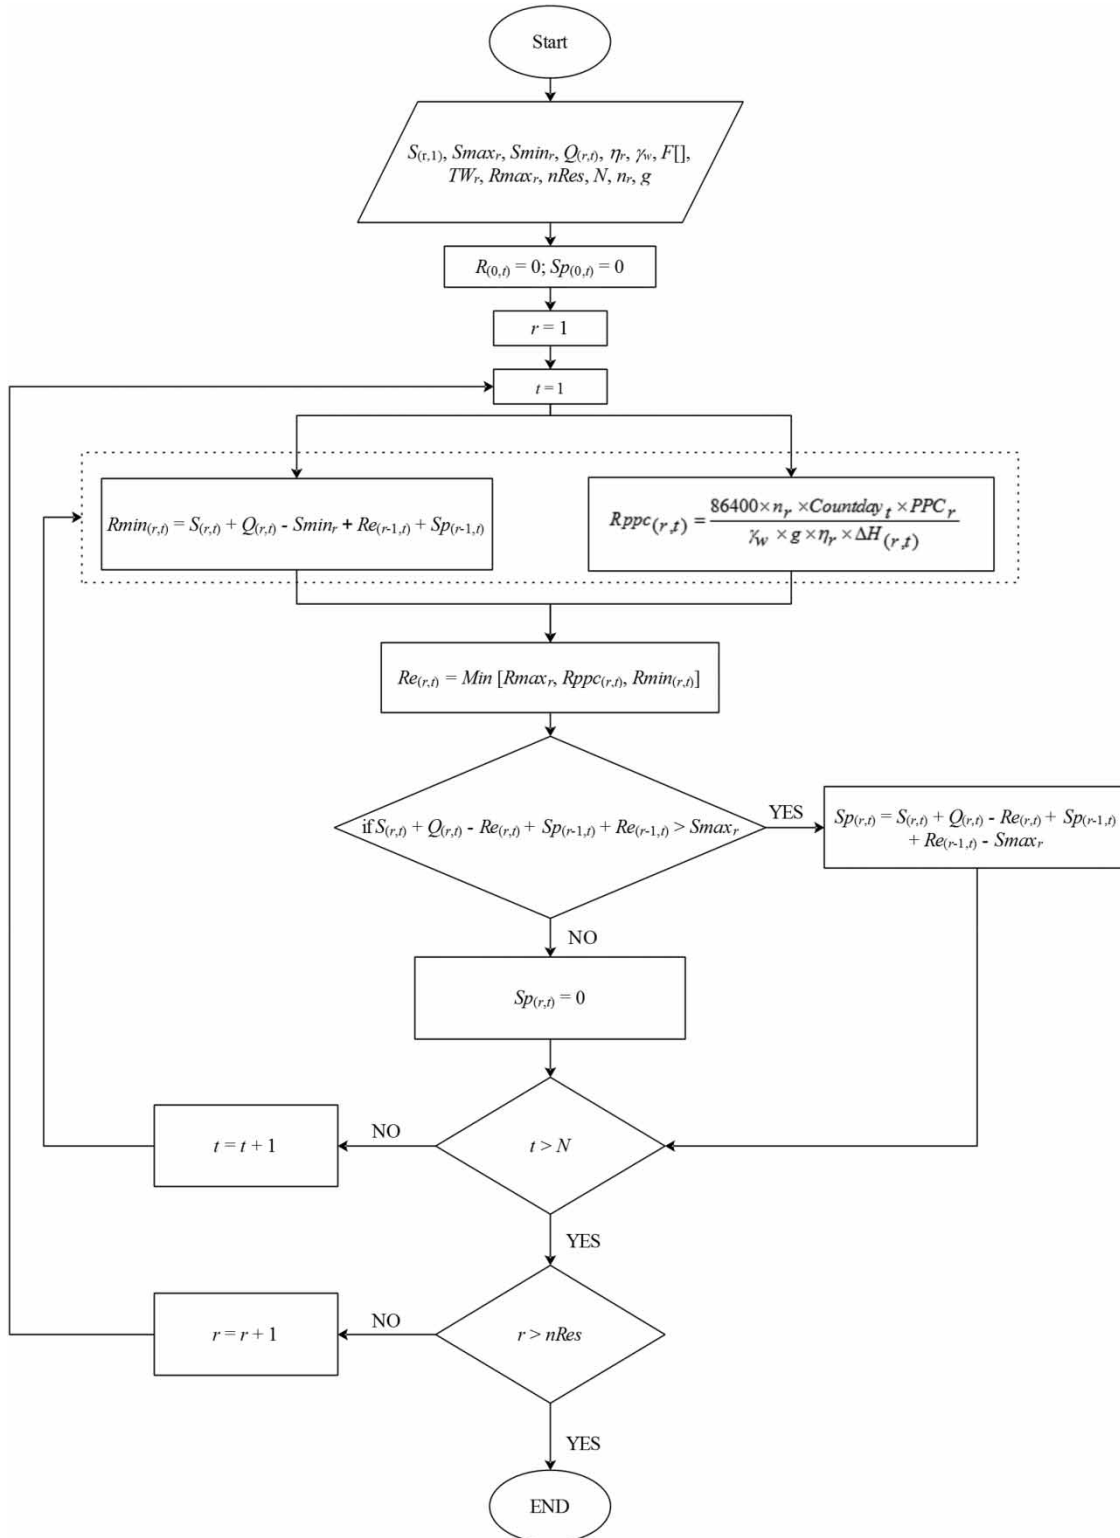 Start
S(r,1), Smaxr, Sminr, Q(r,t), ηr, γw, F[],
TWr, Rmaxr, nRes, N, nr, g
R(0,t) = 0; Sp(0,t) = 0
r = 1
t = 1
Rmin(r,t) = S(r,t) + Q(r,t) - Sminr + Re(r-1,t) + Sp(r-1,t)
Rppc(r,t) = 86400 × nr × Countdayt × PPCr
γw × g × ηr × ΔH(r,t)
Re(r,t) = Min [Rmaxr, Rppc(r,t), Rmin(r,t)]
if S(r,t) + Q(r,t) - Re(r,t) + Sp(r-1,t) + Re(r-1,t) > Smaxr
YES
Sp(r,t) = S(r,t) + Q(r,t) - Re(r,t) + Sp(r-1,t)
+ Re(r-1,t) - Smaxr
NO
Sp(r,t) = 0
t = t + 1
NO
t > N
YES
r = r + 1
NO
r > nRes
YES
END